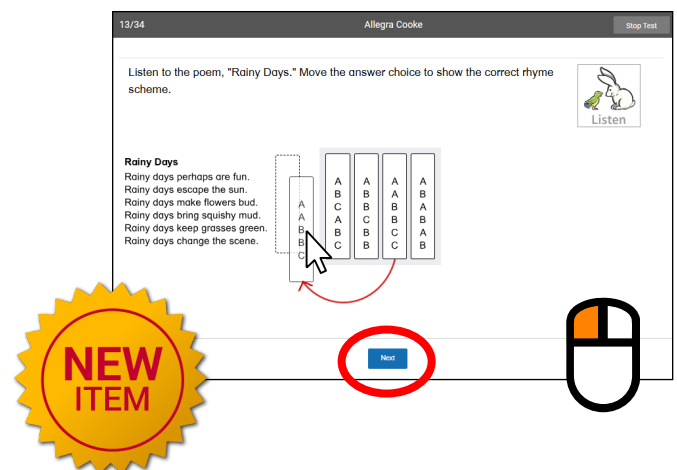 13/34
Allegra Cooke
Stop Test
Listen to the poem, "Rainy Days." Move the answer choice to show the correct rhyme
scheme.
Listen
Rainy Days
Rainy days perhaps are fun.
Rainy days escape the sun.
Rainy days make flowers bud.
Rainy days bring squishy mud.
Rainy days keep grasses green.
Rainy days change the scene.
A
A
B
B
C
A A A A
B B A B
C B B A
A C B B
B B C A
C B C B
Next
NEW
ITEM